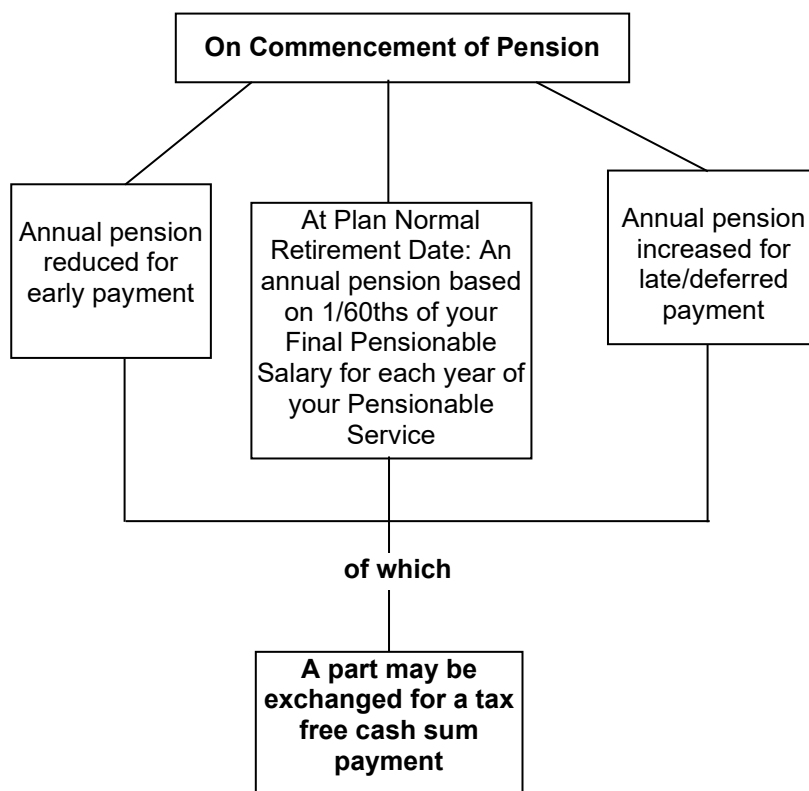 On Commencement of Pension
Annual pension
reduced for
early payment
At Plan Normal
Retirement Date: An
annual pension based
on 1/60ths of your
Final Pensionable
Salary for each year of
your Pensionable
Service
Annual pension
increased for
late/deferred
payment
of which
A part may be
exchanged for a tax
free cash sum
payment